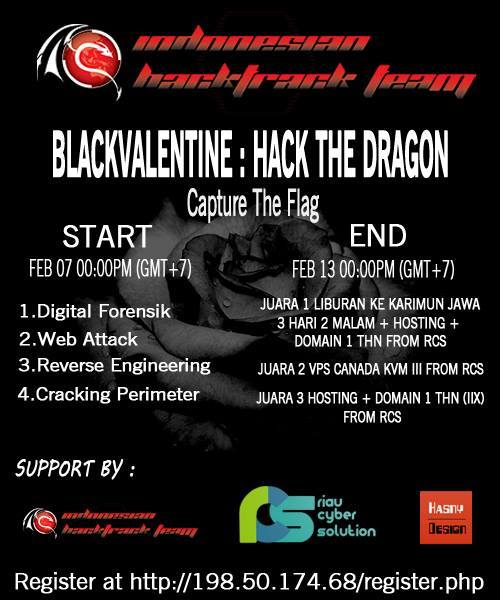 indonesian
backtrack team
BLACKVALENTINE : HACK THE DRAGON
Capture The Flag
START
FEB 07 00:00PM (GMT+7)
1.Digital Forensik
2.Web Attack
3.Reverse Engineering
4.Cracking Perimeter
END
FEB 13 00:00PM (GMT+7)
JUARA 1 LIBURAN KE KARIMUN JAWA
3 HARI 2 MALAM + HOSTING +
DOMAIN 1 THN FROM RCS
JUARA 2 VPS CANADA KVM III FROM RCS
JUARA 3 HOSTING + DOMAIN 1 THN (IIX)
FROM RCS
SUPPORT BY :
indonesian
backtrack team
RCS
riau
cyber
solution
Hasny
Design
Register at http://198.50.174.68/register.php